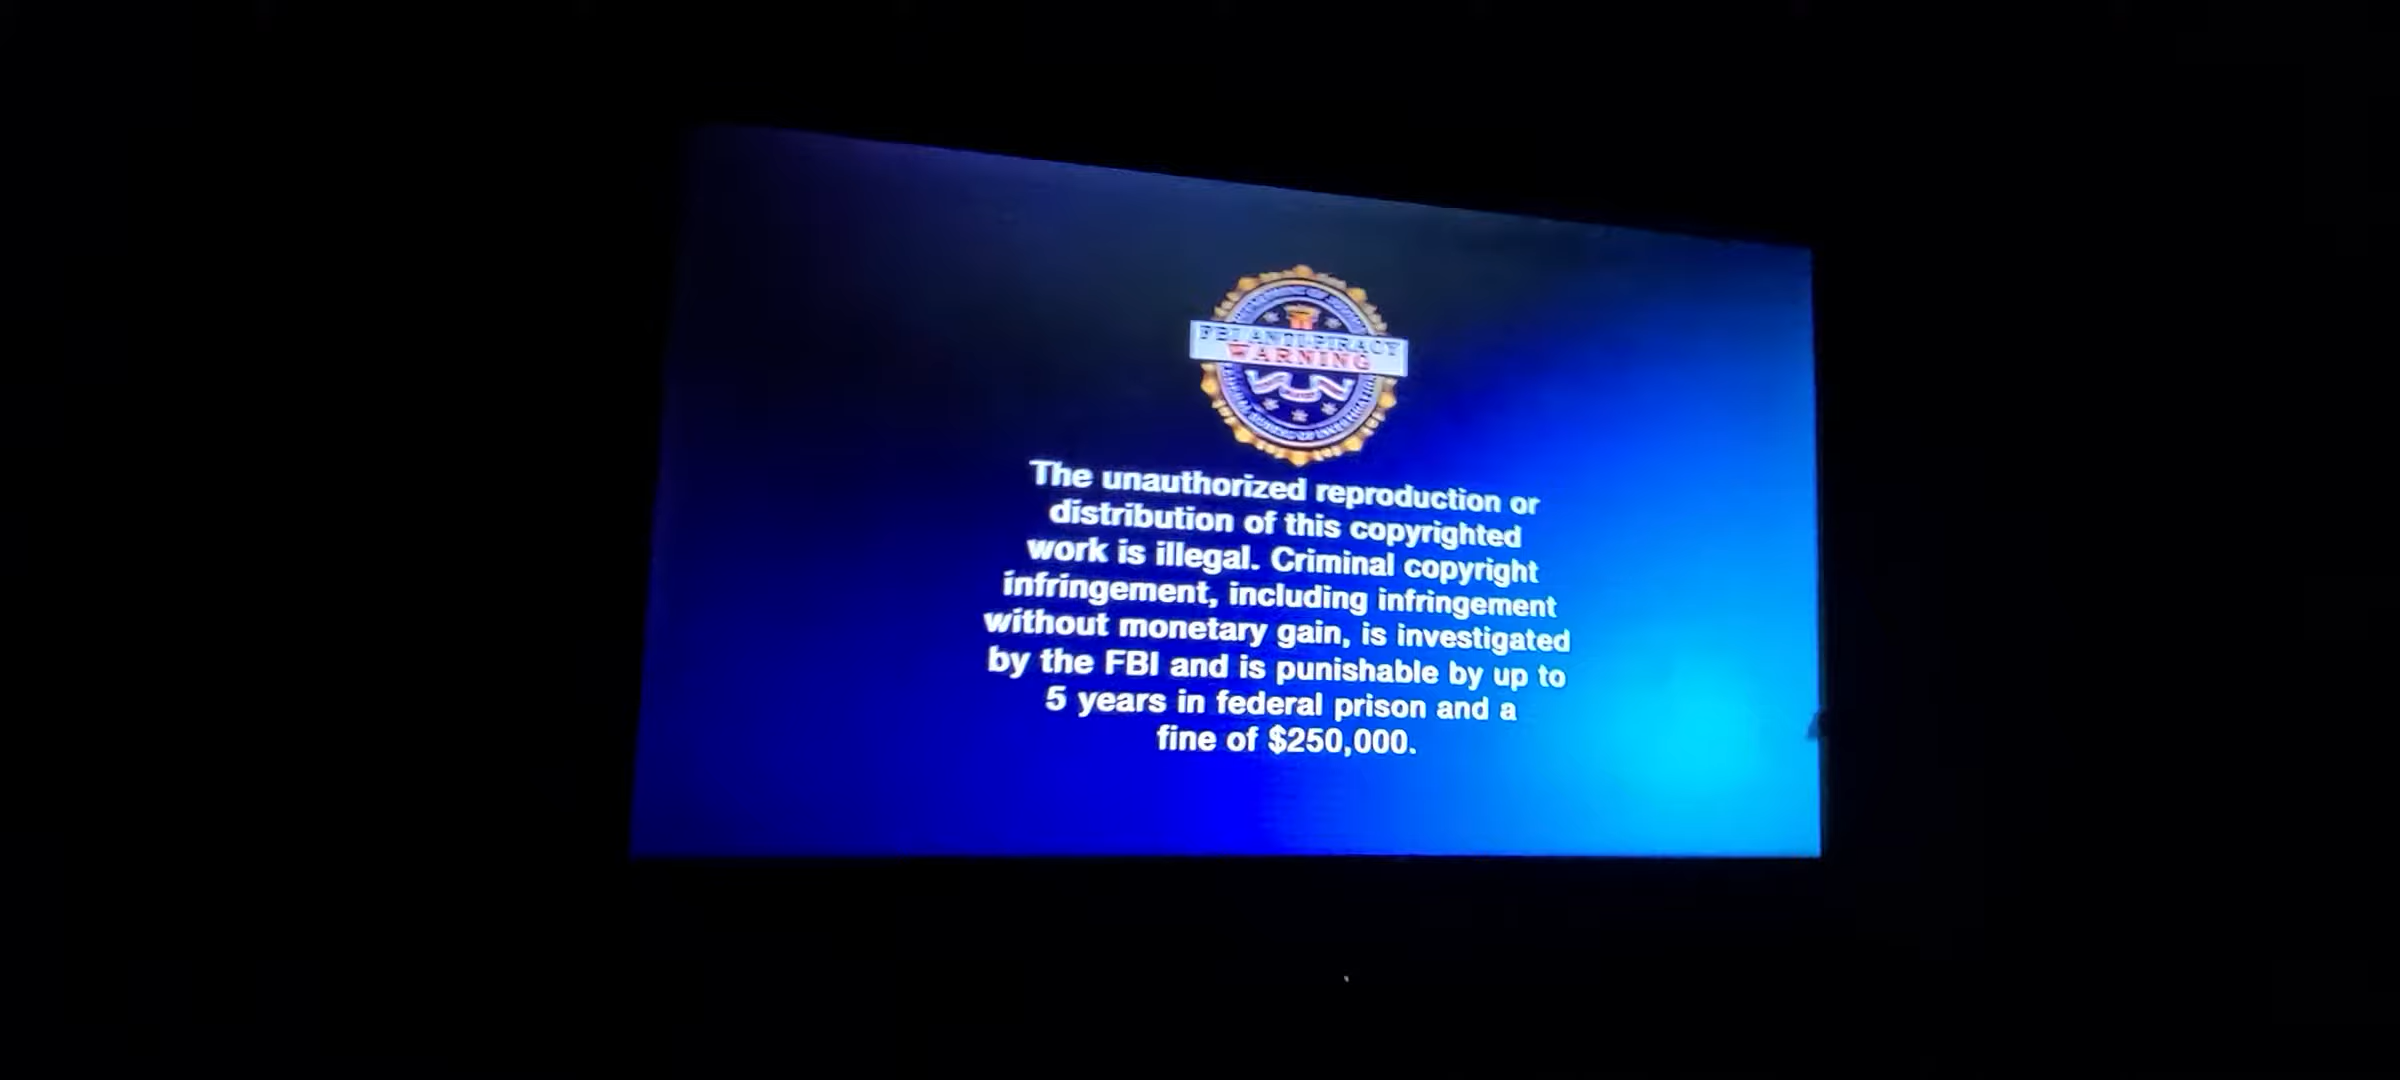 FBI ANTI-PIRACY
WARNING
The unauthorized reproduction or
distribution of this copyrighted
work is illegal. Criminal copyright
infringement, including infringement
without monetary gain, is investigated
by the FBI and is punishable by up to
5 years in federal prison and a
fine of $250,000.